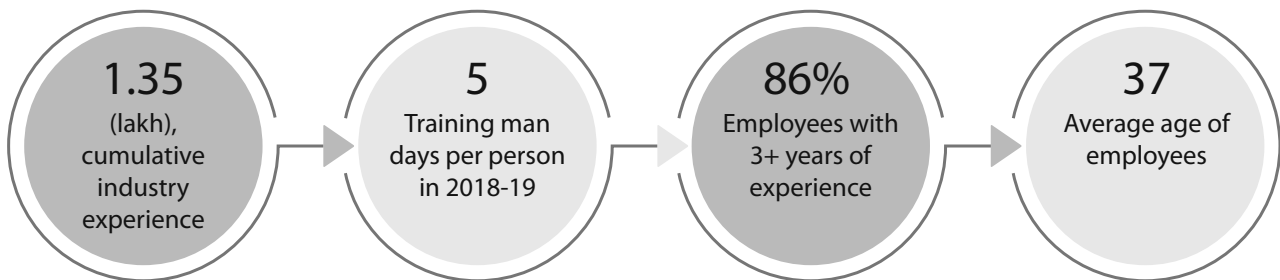 1.35
(lakh),
cumulative
industry
experience
5
Training man
days per person
in 2018-19
86%
Employees with
3+ years of
experience
37
Average age of
employees